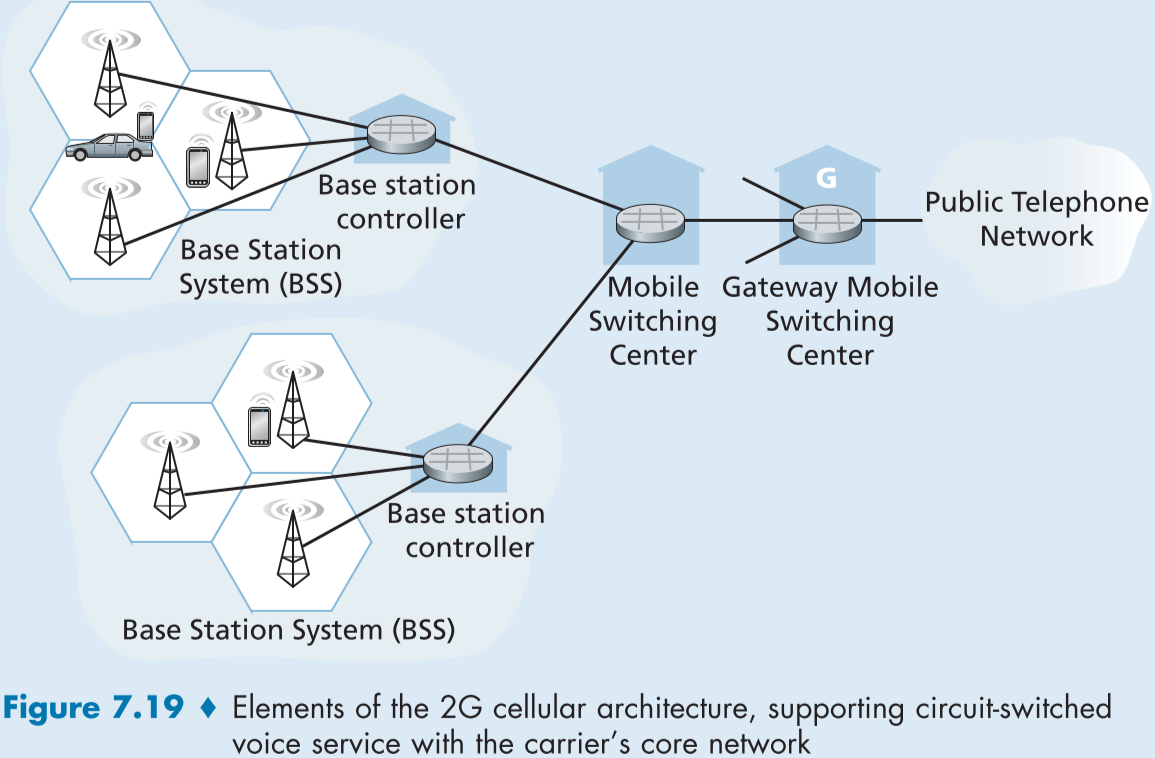 Base station
controller
Base Station
System (BSS)
G
Public Telephone
Network
Mobile
Switching
Center
Gateway Mobile
Switching
Center
Base station
controller
Base Station System (BSS)
Figure 7.19 ♦ Elements of the 2G cellular architecture, supporting circuit-switched
voice service with the carrier’s core network